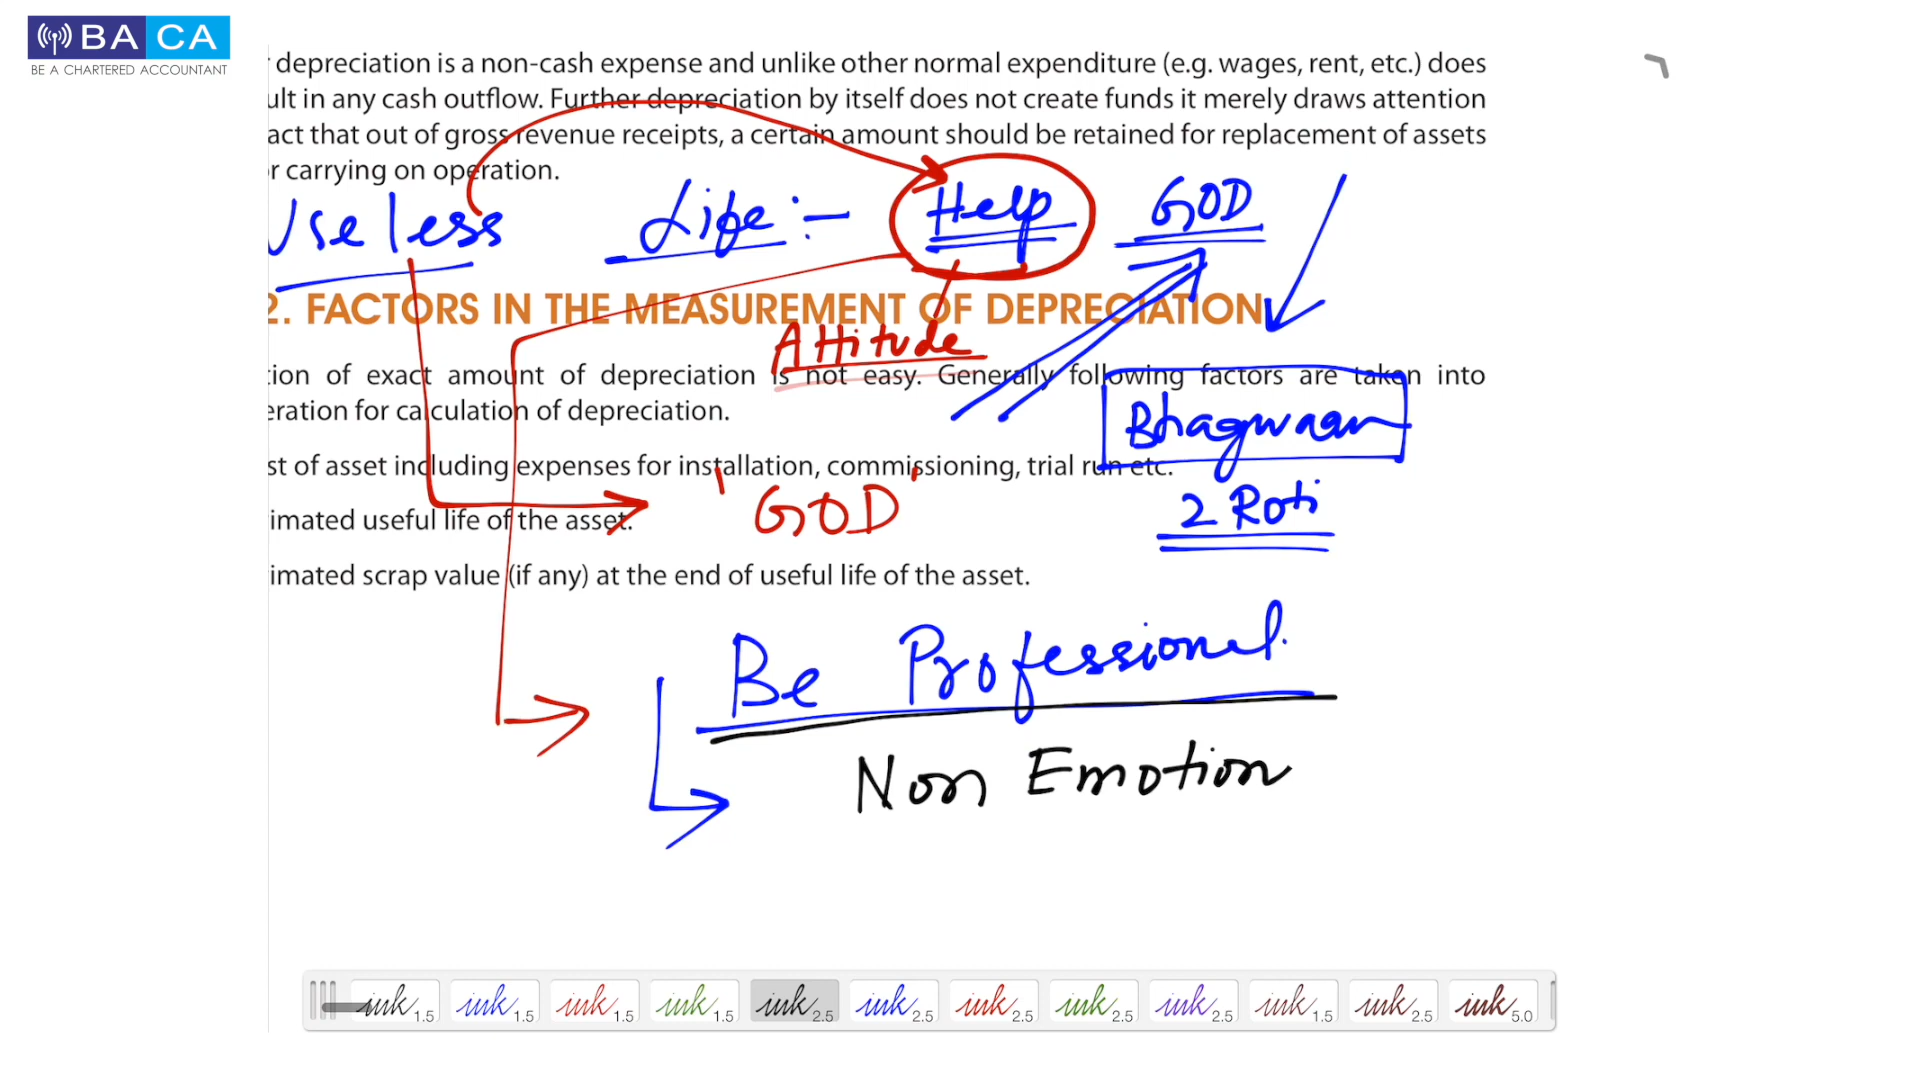 BA CA
BE A CHARTERED ACCOUNTANT
depreciation is a non-cash expense and unlike other normal expenditure (e.g. wages, rent, etc.) does
ult in any cash outflow. Further depreciation by itself does not create funds it merely draws attention
act that out of gross revenue receipts, a certain amount should be retained for replacement of assets
r carrying on operation.
Useless Life :- Help GOD
2. FACTORS IN THE MEASUREMENT OF DEPRECIATION
Attitude
tion of exact amount of depreciation is not easy. Generally following factors are taken into
eration for calculation of depreciation.
Bhagwaan
st of asset including expenses for installation, commissioning, trial run etc.
'GOD' 2 Roti
imated useful life of the asset.
imated scrap value (if any) at the end of useful life of the asset.
Be Professional.
Non Emotion
ink 1.5 ink 1.5 ink 1.5 ink 1.5 ink 2.5 ink 2.5 ink 2.5 ink 2.5 ink 2.5 ink 1.5 ink 2.5 ink 5.0